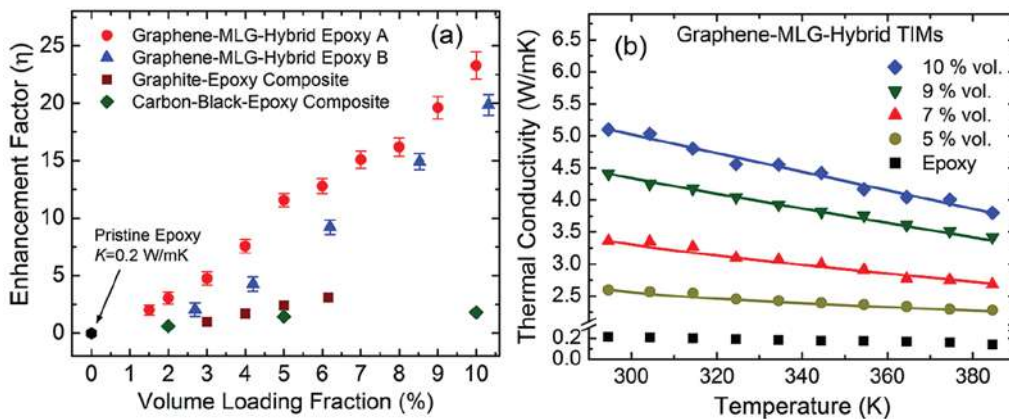 (a)
Graphene-MLG-Hybrid Epoxy A
Graphene-MLG-Hybrid Epoxy B
Graphite-Epoxy Composite
Carbon-Black-Epoxy Composite
Pristine Epoxy
K=0.2 W/mK
Enhancement Factor (η)
25
20
15
10
5
0
0 1 2 3 4 5 6 7 8 9 10
Volume Loading Fraction (%)
(b)
Graphene-MLG-Hybrid TIMs
10 % vol.
9 % vol.
7 % vol.
5 % vol.
Epoxy
Thermal Conductivity (W/mK)
6.5
6.0
5.5
5.0
4.5
4.0
3.5
3.0
2.5
0.2
0.0
300 320 340 360 380
Temperature (K)